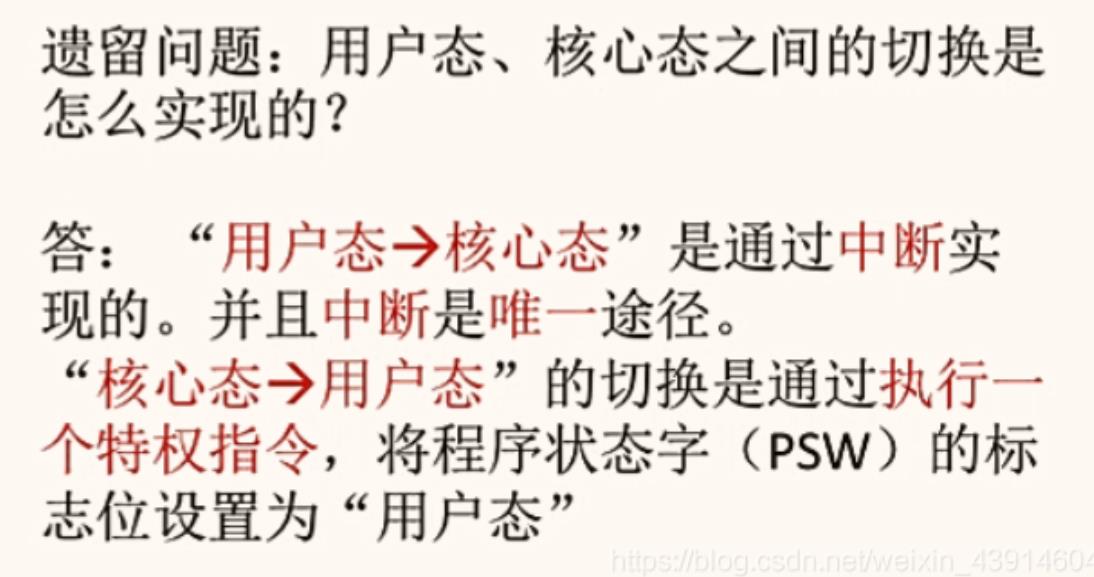 遗留问题：用户态、核心态之间的切换是
怎么实现的？
答： “用户态→核心态”是通过中断实
现的。并且中断是唯一途径。
“核心态→用户态”的切换是通过执行一
个特权指令，将程序状态字（PSW）的标
志位设置为“用户态”
https://blog.csdn.net/weixin_43914604